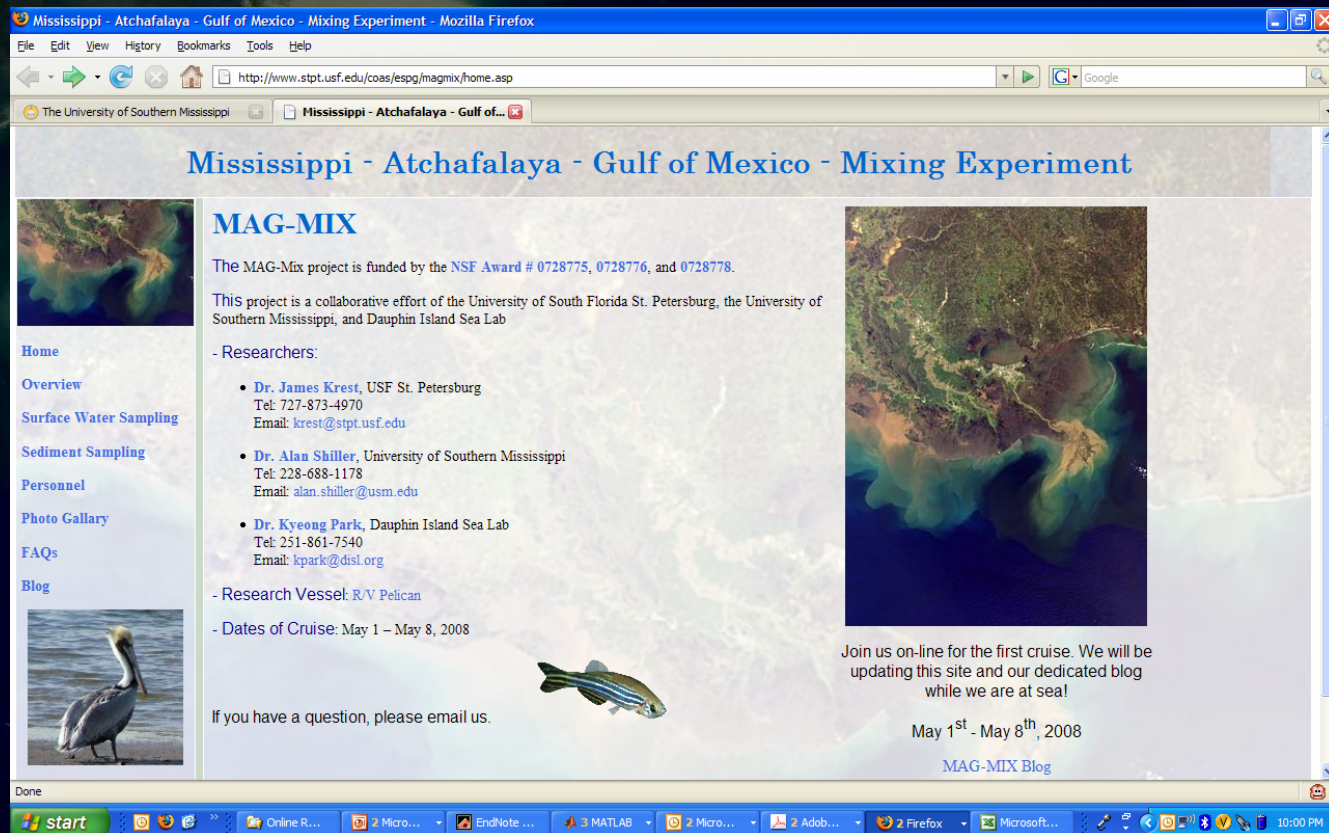 Mississippi - Atchafalaya - Gulf of Mexico - Mixing Experiment - Mozilla Firefox
File Edit View History Bookmarks Tools Help
http://www.stpt.usf.edu/coas/espg/magmix/home.asp
G Google
The University of Southern Mississippi
Mississippi - Atchafalaya - Gulf of...
Mississippi - Atchafalaya - Gulf of Mexico - Mixing Experiment
Home
Overview
Surface Water Sampling
Sediment Sampling
Personnel
Photo Gallary
FAQs
Blog
MAG-MIX
The MAG-Mix project is funded by the NSF Award # 0728775, 0728776, and 0728778.
This project is a collaborative effort of the University of South Florida St. Petersburg, the University of
Southern Mississippi, and Dauphin Island Sea Lab
- Researchers:
• Dr. James Krest, USF St. Petersburg
Tel: 727-873-4970
Email: krest@stpt.usf.edu
• Dr. Alan Shiller, University of Southern Mississippi
Tel: 228-688-1178
Email: alan.shiller@usm.edu
• Dr. Kyeong Park, Dauphin Island Sea Lab
Tel: 251-861-7540
Email: kpark@disl.org
- Research Vessel: R/V Pelican
- Dates of Cruise: May 1 – May 8, 2008
If you have a question, please email us.
Join us on-line for the first cruise. We will be
updating this site and our dedicated blog
while we are at sea!
May 1st - May 8th, 2008
MAG-MIX Blog
Done
start
Online R...
2 Micro...
EndNote ...
3 MATLAB
2 Micro...
2 Adob...
2 Firefox
Microsoft...
10:00 PM